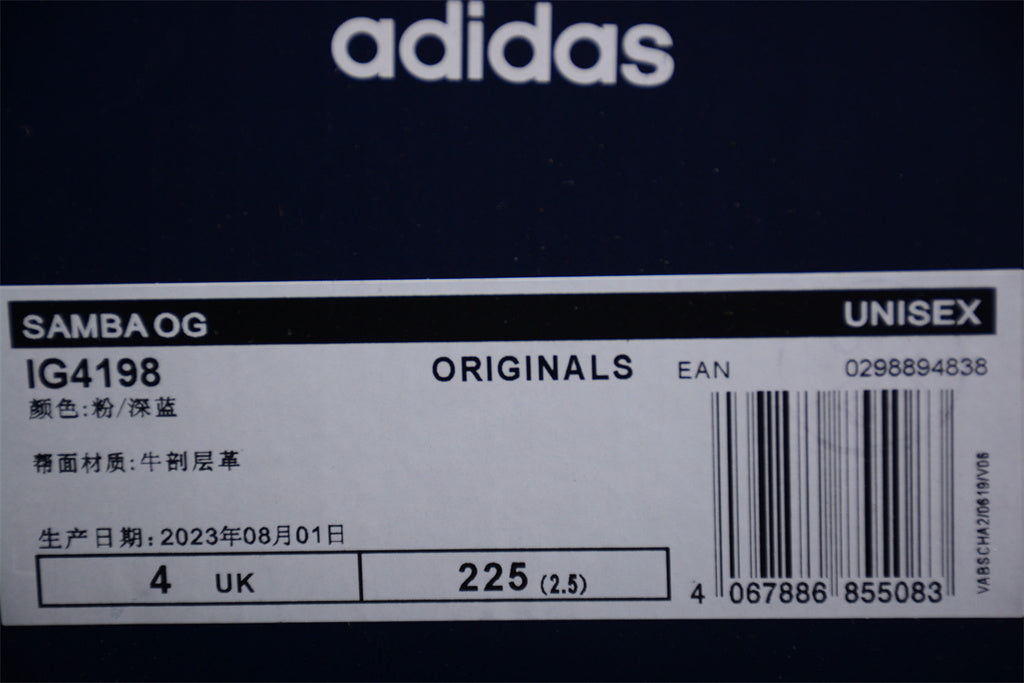 adidas
SAMBA OG UNISEX
IG4198 ORIGINALS EAN 0298894838
颜色:粉/深蓝
帮面材质:牛剖层革
生产日期:2023年08月01日
4 UK 225 (2.5)
4 067886 855083
VABSCHA2/0619/V06